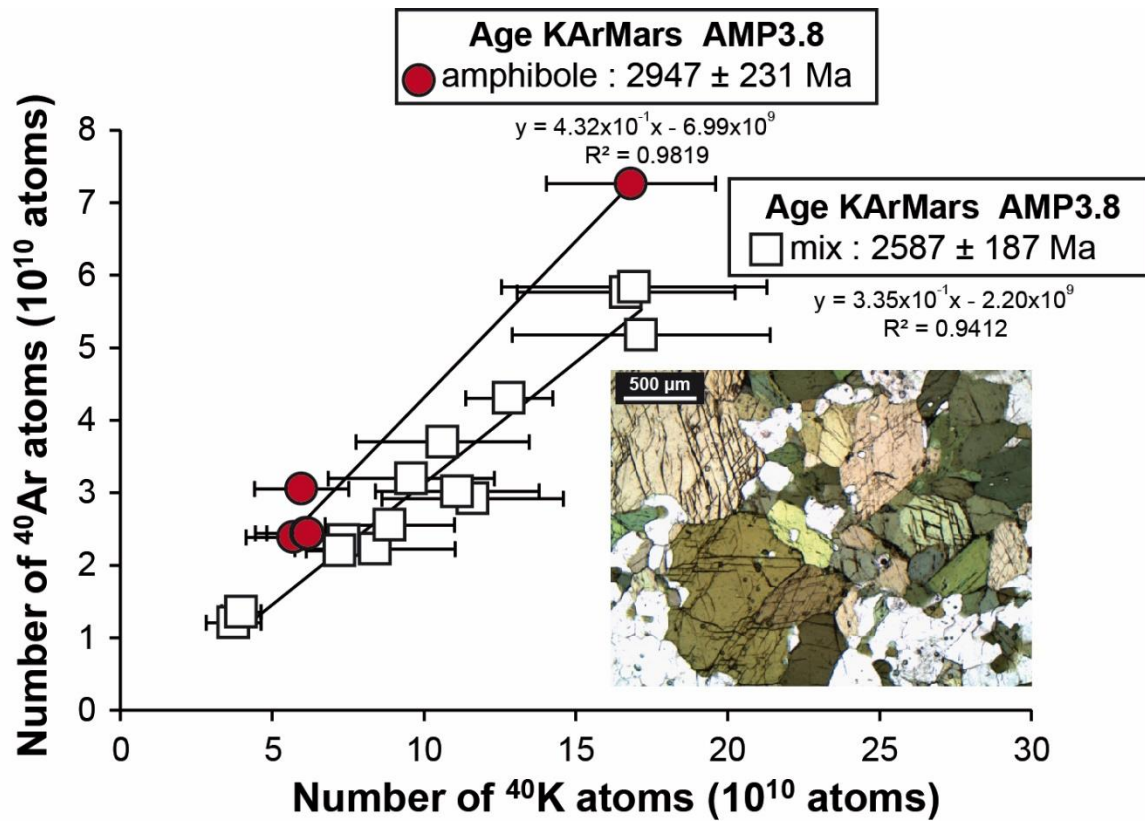 Age KArMars AMP3.8
amphibole : 2947 ± 231 Ma
y = 4.32x10⁻¹x - 6.99x10⁹
R² = 0.9819
Age KArMars AMP3.8
mix : 2587 ± 187 Ma
y = 3.35x10⁻¹x - 2.20x10⁹
R² = 0.9412
500 µm
Number of ⁴⁰Ar atoms (10¹⁰ atoms)
8
7
6
5
4
3
2
1
0
0 5 10 15 20 25 30
Number of ⁴⁰K atoms (10¹⁰ atoms)